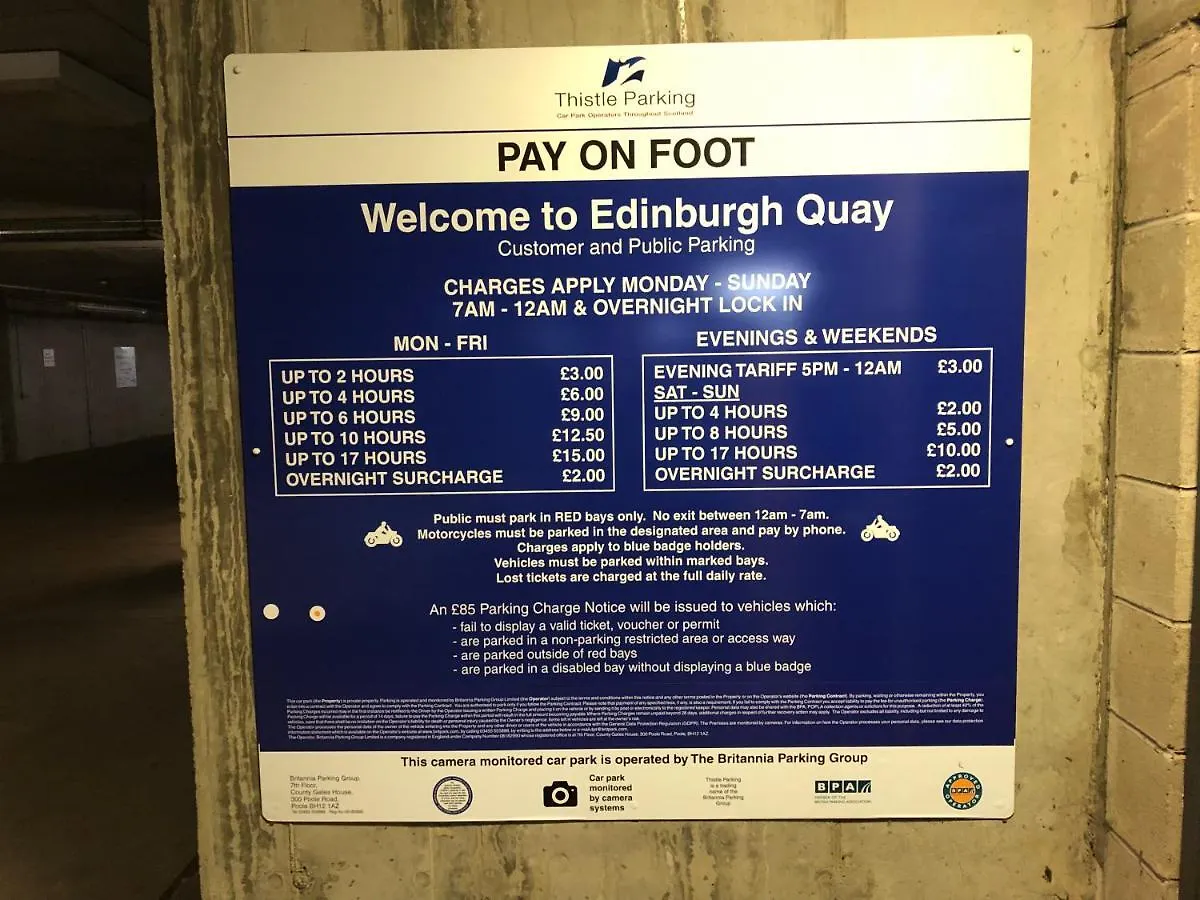 Thistle Parking
Car Park Operators Throughout Scotland
PAY ON FOOT
Welcome to Edinburgh Quay
Customer and Public Parking
CHARGES APPLY MONDAY - SUNDAY
7AM - 12AM & OVERNIGHT LOCK IN
MON - FRI
UP TO 2 HOURS £3.00
UP TO 4 HOURS £6.00
UP TO 6 HOURS £9.00
UP TO 10 HOURS £12.50
UP TO 17 HOURS £15.00
OVERNIGHT SURCHARGE £2.00
EVENINGS & WEEKENDS
EVENING TARIFF 5PM - 12AM £3.00
SAT - SUN
UP TO 4 HOURS £2.00
UP TO 8 HOURS £5.00
UP TO 17 HOURS £10.00
OVERNIGHT SURCHARGE £2.00
Public must park in RED bays only. No exit between 12am - 7am.
Motorcycles must be parked in the designated area and pay by phone.
Charges apply to blue badge holders.
Vehicles must be parked within marked bays.
Lost tickets are charged at the full daily rate.
An £85 Parking Charge Notice will be issued to vehicles which:
- fail to display a valid ticket, voucher or permit
- are parked in a non-parking restricted area or access way
- are parked outside of red bays
- are parked in a disabled bay without displaying a blue badge
This camera monitored car park is operated by The Britannia Parking Group
Britannia Parking Group,
7th Floor,
County Gates House,
300 Poole Road,
Poole BH12 1AZ
Car park
monitored
by camera
systems
Thistle Parking
is a trading
name of the
Britannia Parking
Group
BPA
MEMBER OF THE
BRITISH PARKING ASSOCIATION
APPROVED
BPA
OPERATOR